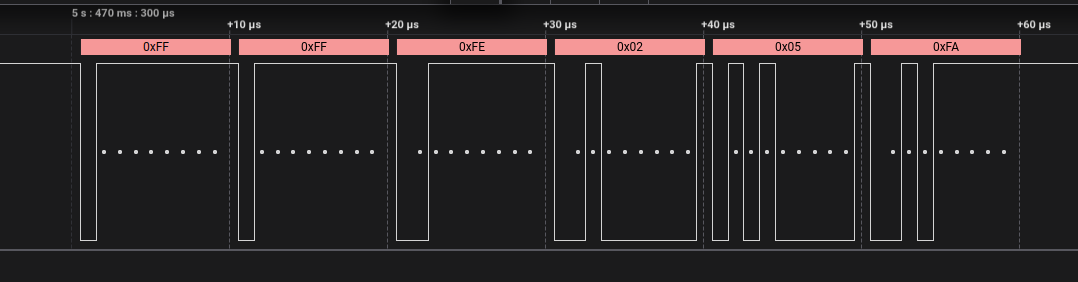 5 s : 470 ms : 300 µs
+10 µs +20 µs +30 µs +40 µs +50 µs +60 µs
0xFF 0xFF 0xFE 0x02 0x05 0xFA